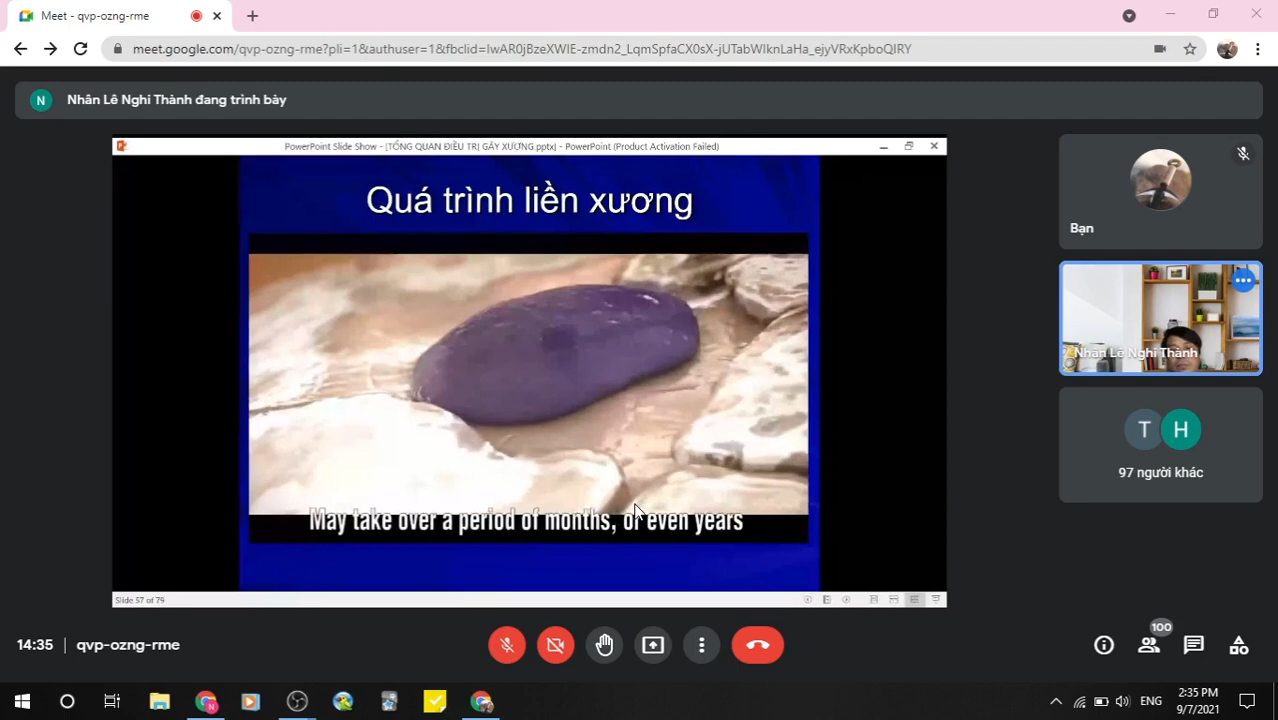 Meet - qvp-ozng-rme
meet.google.com/qvp-ozng-rme?pli=1&authuser=1&fbclid=IwAR0jBzeXWIE-zmdn2_LqmSpfaCX0sX-jUTabWIknLaHa_ejyVRxKpboQIRY
N
Nhân Lê Nghi Thành đang trình bày
PowerPoint Slide Show - [TỔNG QUAN ĐIỀU TRỊ GÃY XƯƠNG.pptx] - PowerPoint (Product Activation Failed)
Quá trình liền xương
May take over a period of months, or even years
Slide 57 of 79
Bạn
Nhân Lê Nghi Thành
T H
97 người khác
14:35 | qvp-ozng-rme
100
ENG
2:35 PM
9/7/2021